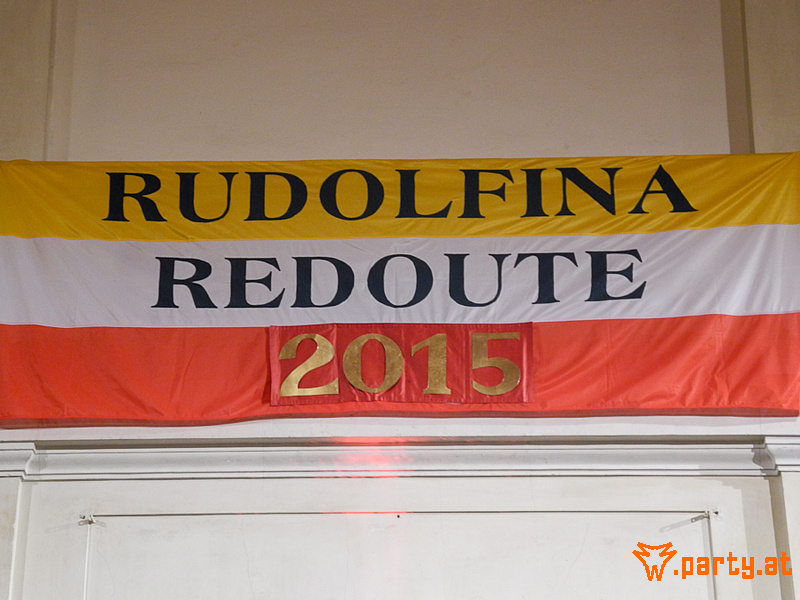 RUDOLFINA
REDOUTE
2015
.party.at